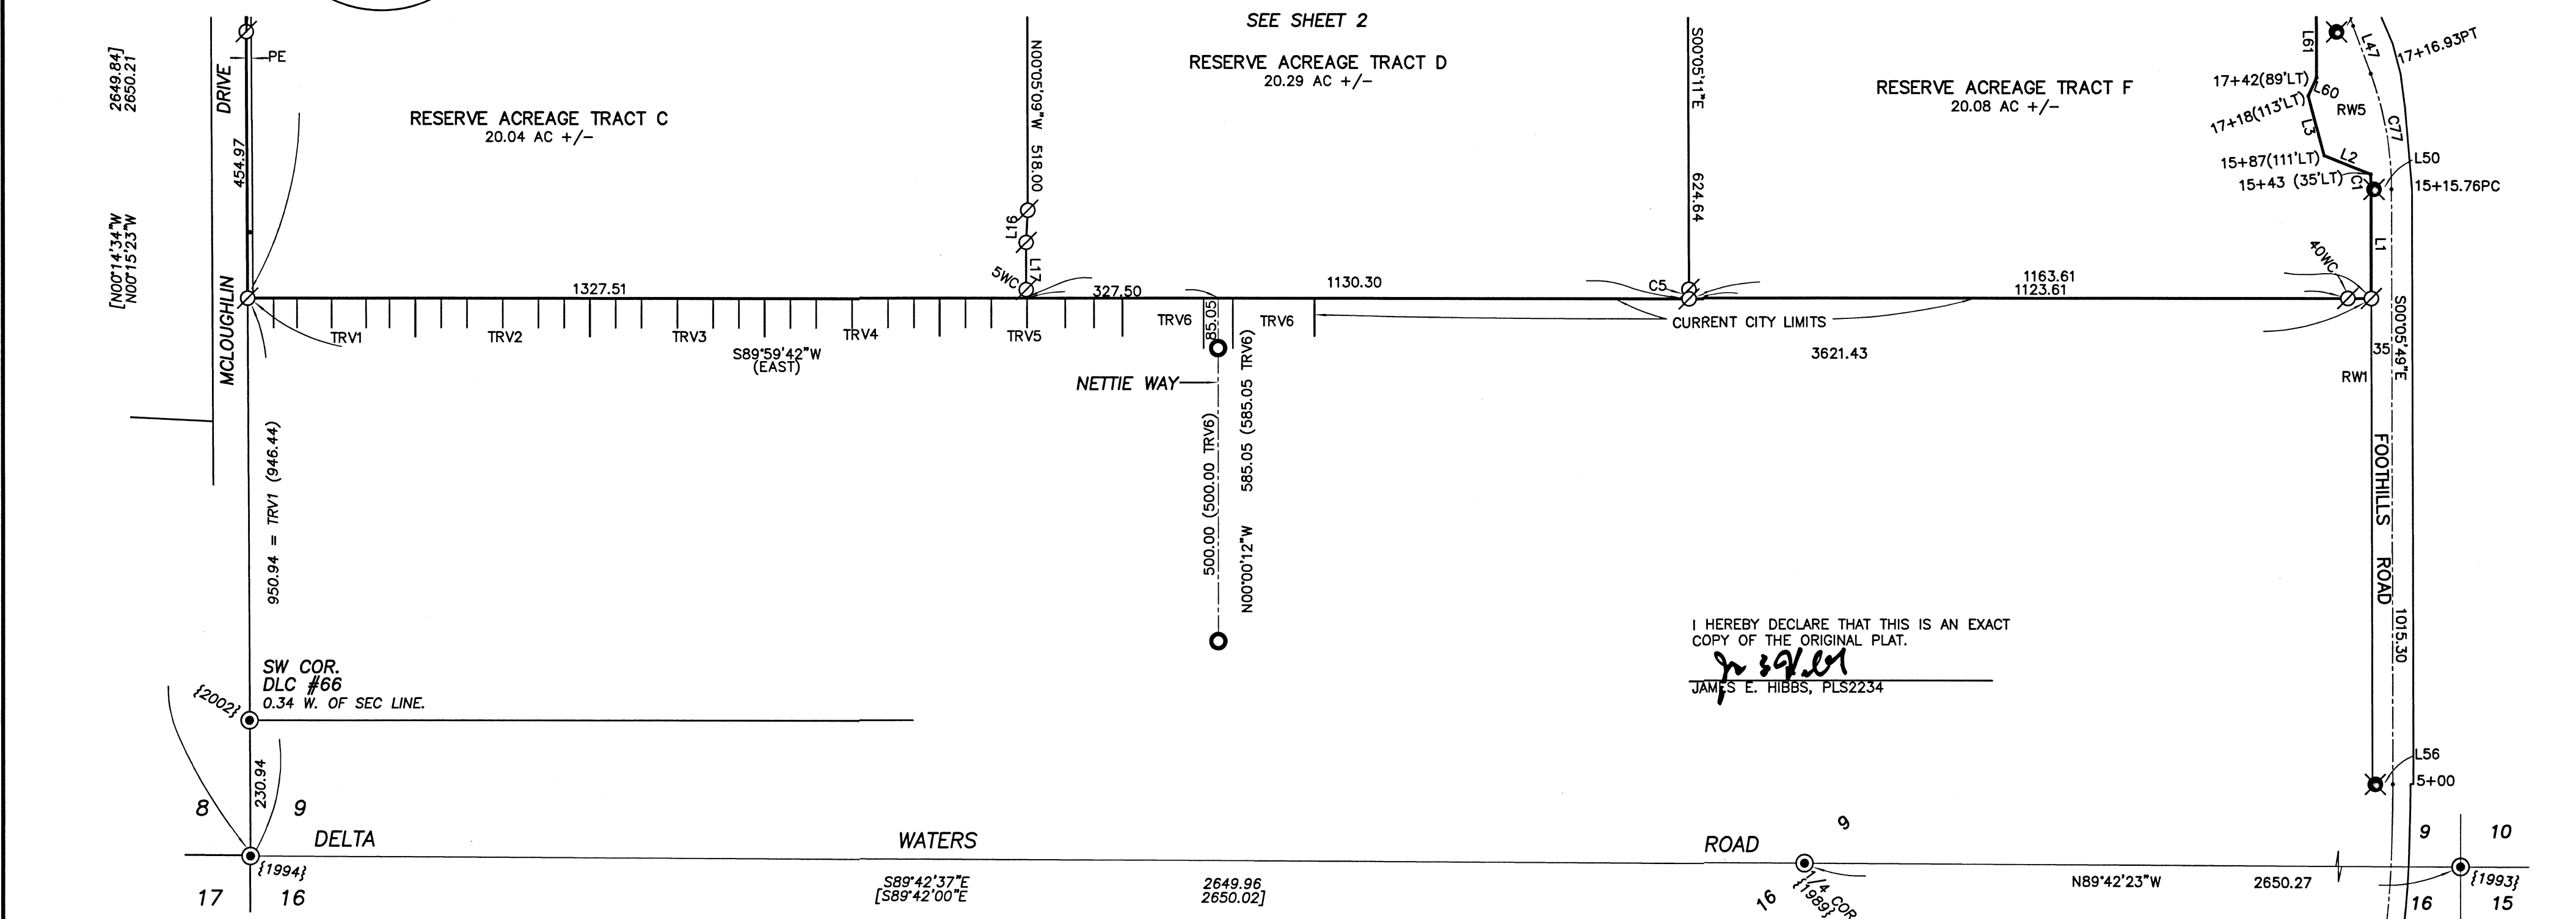 SEE SHEET 2
2649.84]
2650.21
[N00°14'34"W
N00°15'23"W
DRIVE
MCLOUGHLIN
PE
454.97
RESERVE ACREAGE TRACT C
20.04 AC +/-
N00°05'09"W 518.00
L16
L17
5WC
RESERVE ACREAGE TRACT D
20.29 AC +/-
S00°05'11"E
624.64
RESERVE ACREAGE TRACT F
20.08 AC +/-
L61
L47
17+16.93PT
17+42(89'LT)
L60
17+18(113'LT)
RW5
L3
C77
15+87(111'LT)
L2
L50
15+43 (35'LT)
C1
15+15.76PC
L1
40WC
1327.51
327.50
1130.30
C5
1163.61
1123.61
TRV1
TRV2
TRV3
TRV4
TRV5
TRV6
85.05
TRV6
CURRENT CITY LIMITS
S89°59'42"W
(EAST)
3621.43
35
S00°05'49"E
RW1
NETTIE WAY
500.00 (500.00 TRV6)
N00°00'12"W 585.05 (585.05 TRV6)
950.94 = TRV1 (946.44)
FOOTHILLS ROAD
1015.30
I HEREBY DECLARE THAT THIS IS AN EXACT
COPY OF THE ORIGINAL PLAT.
JAMES E. HIBBS, PLS2234
SW COR.
DLC #66
0.34 W. OF SEC LINE.
{2002}
230.94
L56
5+00
8
9
DELTA WATERS ROAD
9
9
10
{1994}
17
16
S89°42'37"E 2649.96
[S89°42'00"E 2650.02]
16
1/4 COR
{1989}
N89°42'23"W 2650.27
{1993}
16
15